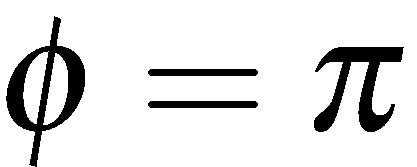 ϕ = π